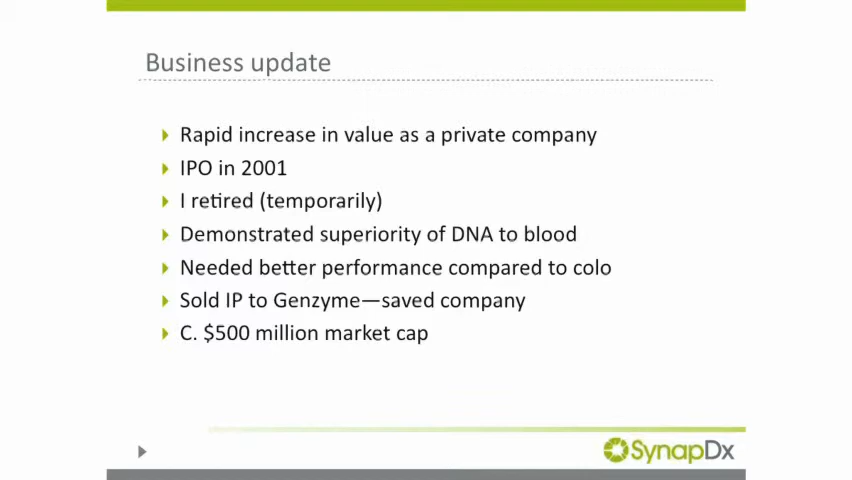 Business update
Rapid increase in value as a private company
IPO in 2001
I retired (temporarily)
Demonstrated superiority of DNA to blood
Needed better performance compared to colo
Sold IP to Genzyme—saved company
C. $500 million market cap
SynapDx